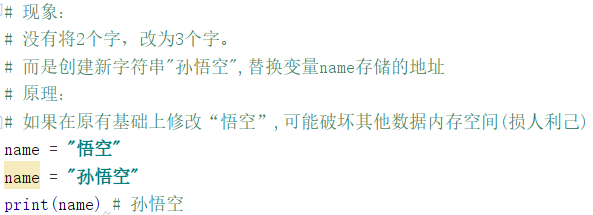 # 现象:
# 没有将2个字，改为3个字。
# 而是创建新字符串"孙悟空",替换变量name存储的地址
# 原理:
# 如果在原有基础上修改“悟空”,可能破坏其他数据内存空间(损人利己)
name = "悟空"
name = "孙悟空"
print(name) # 孙悟空